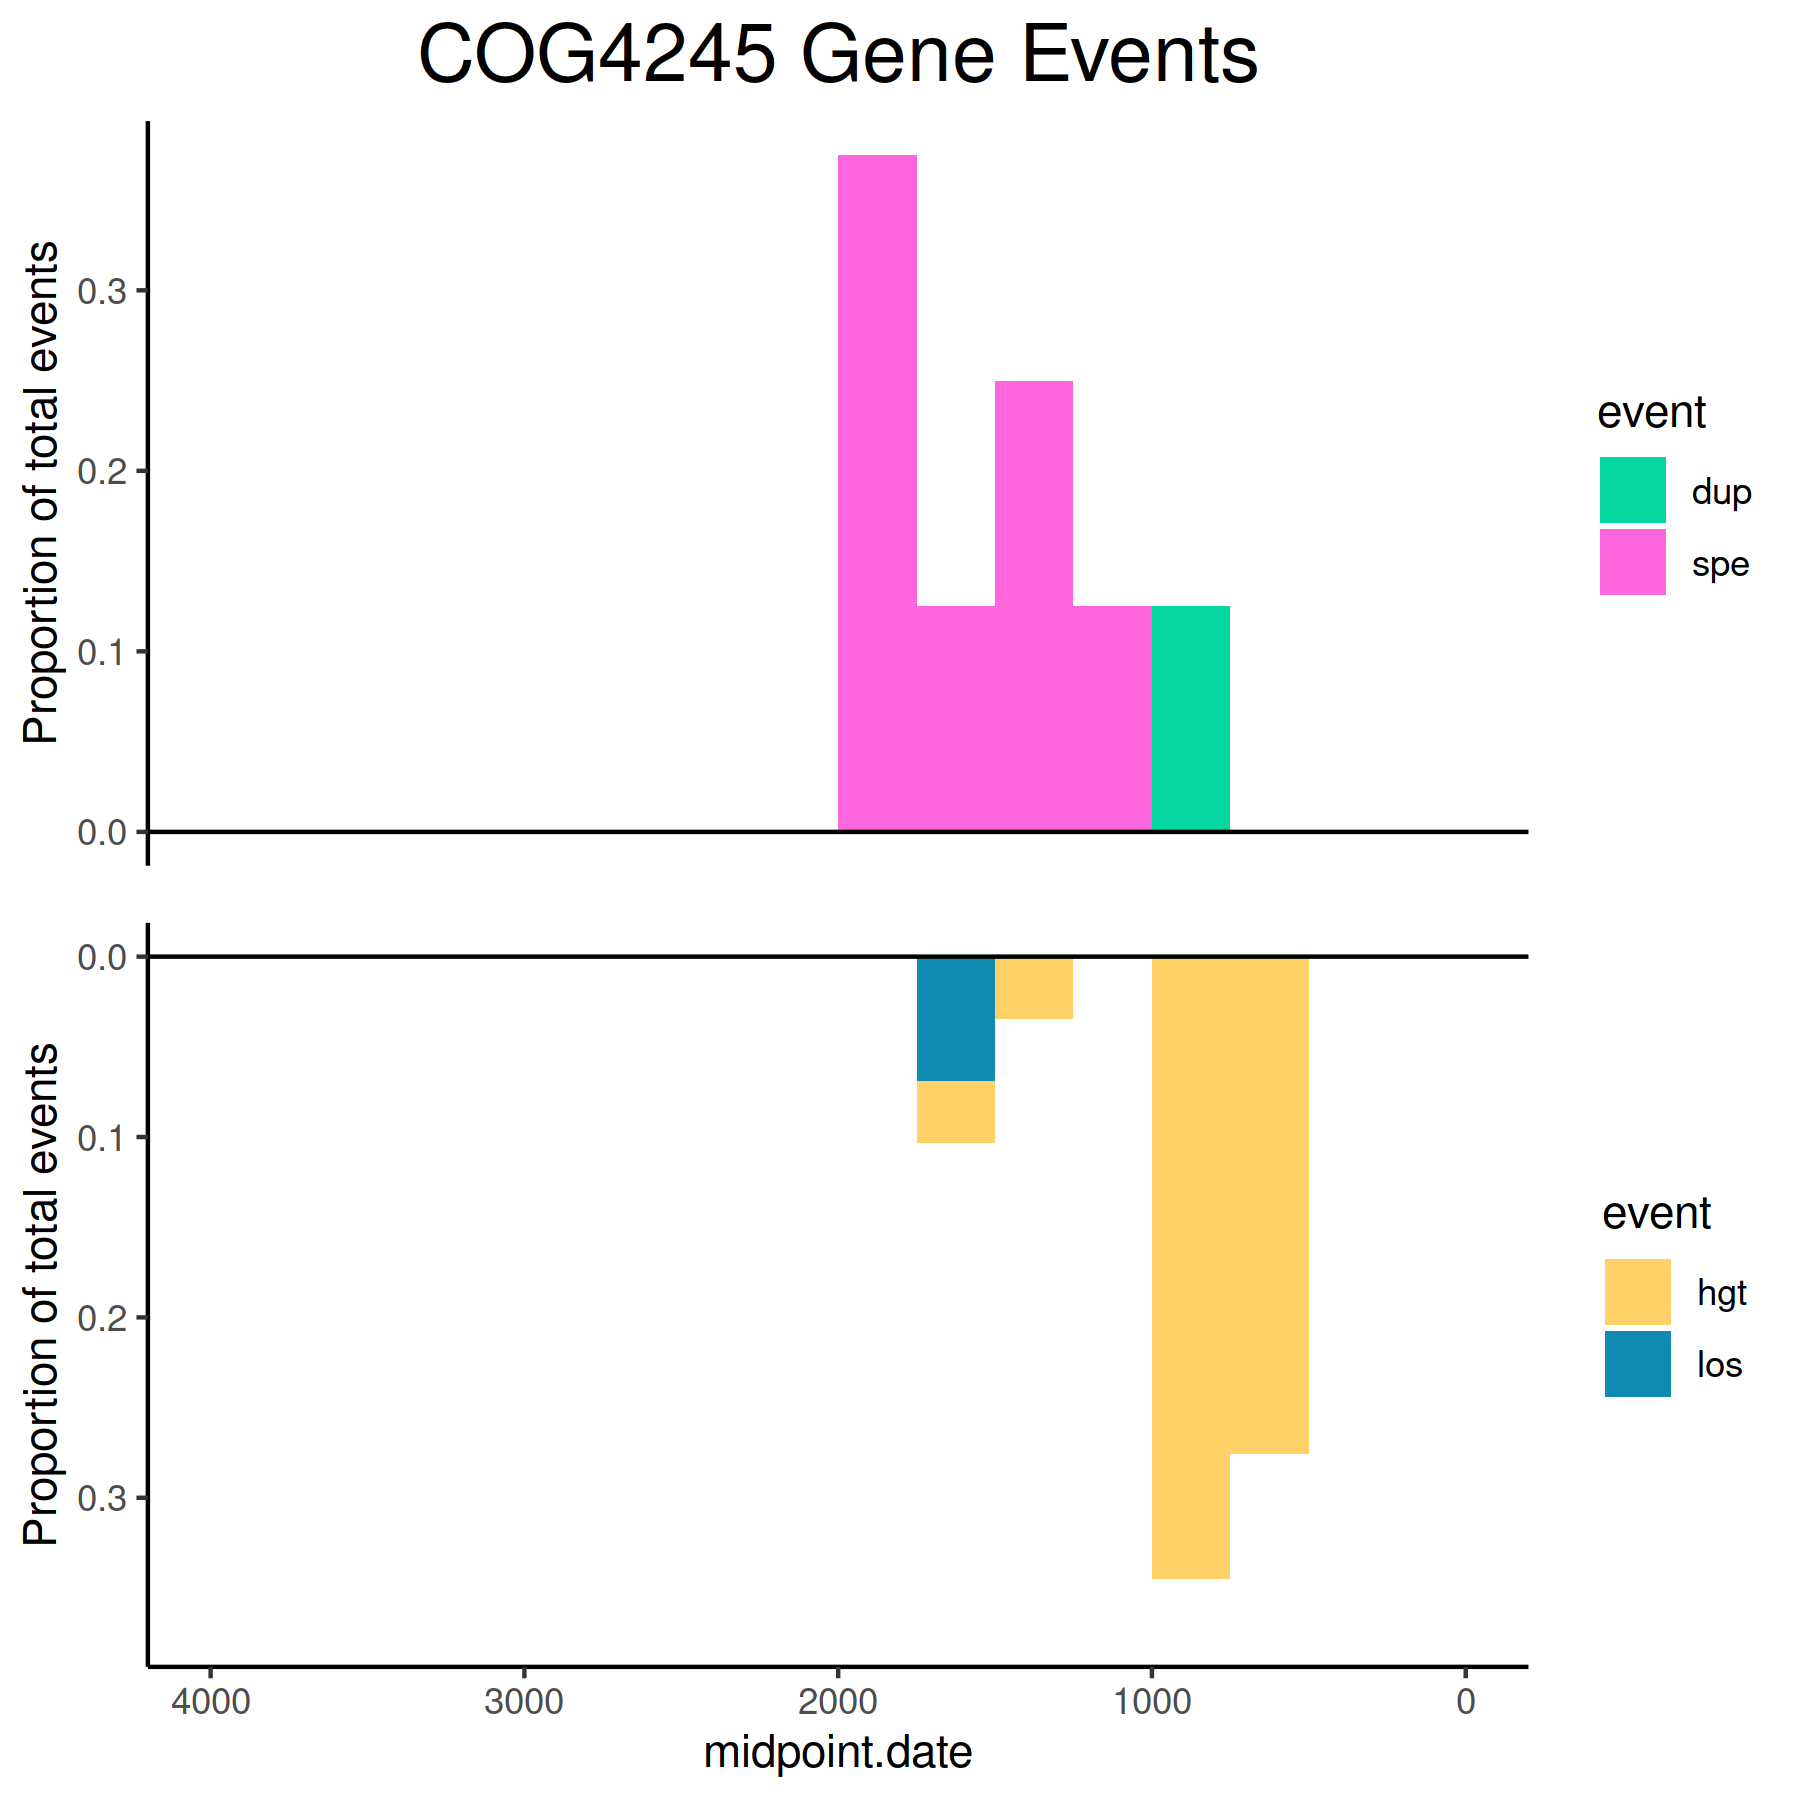 COG4245 Gene Events
Proportion of total events
0.3
0.2
0.1
0.0
event
dup
spe
Proportion of total events
0.0
0.1
0.2
0.3
event
hgt
los
4000 3000 2000 1000 0
midpoint.date